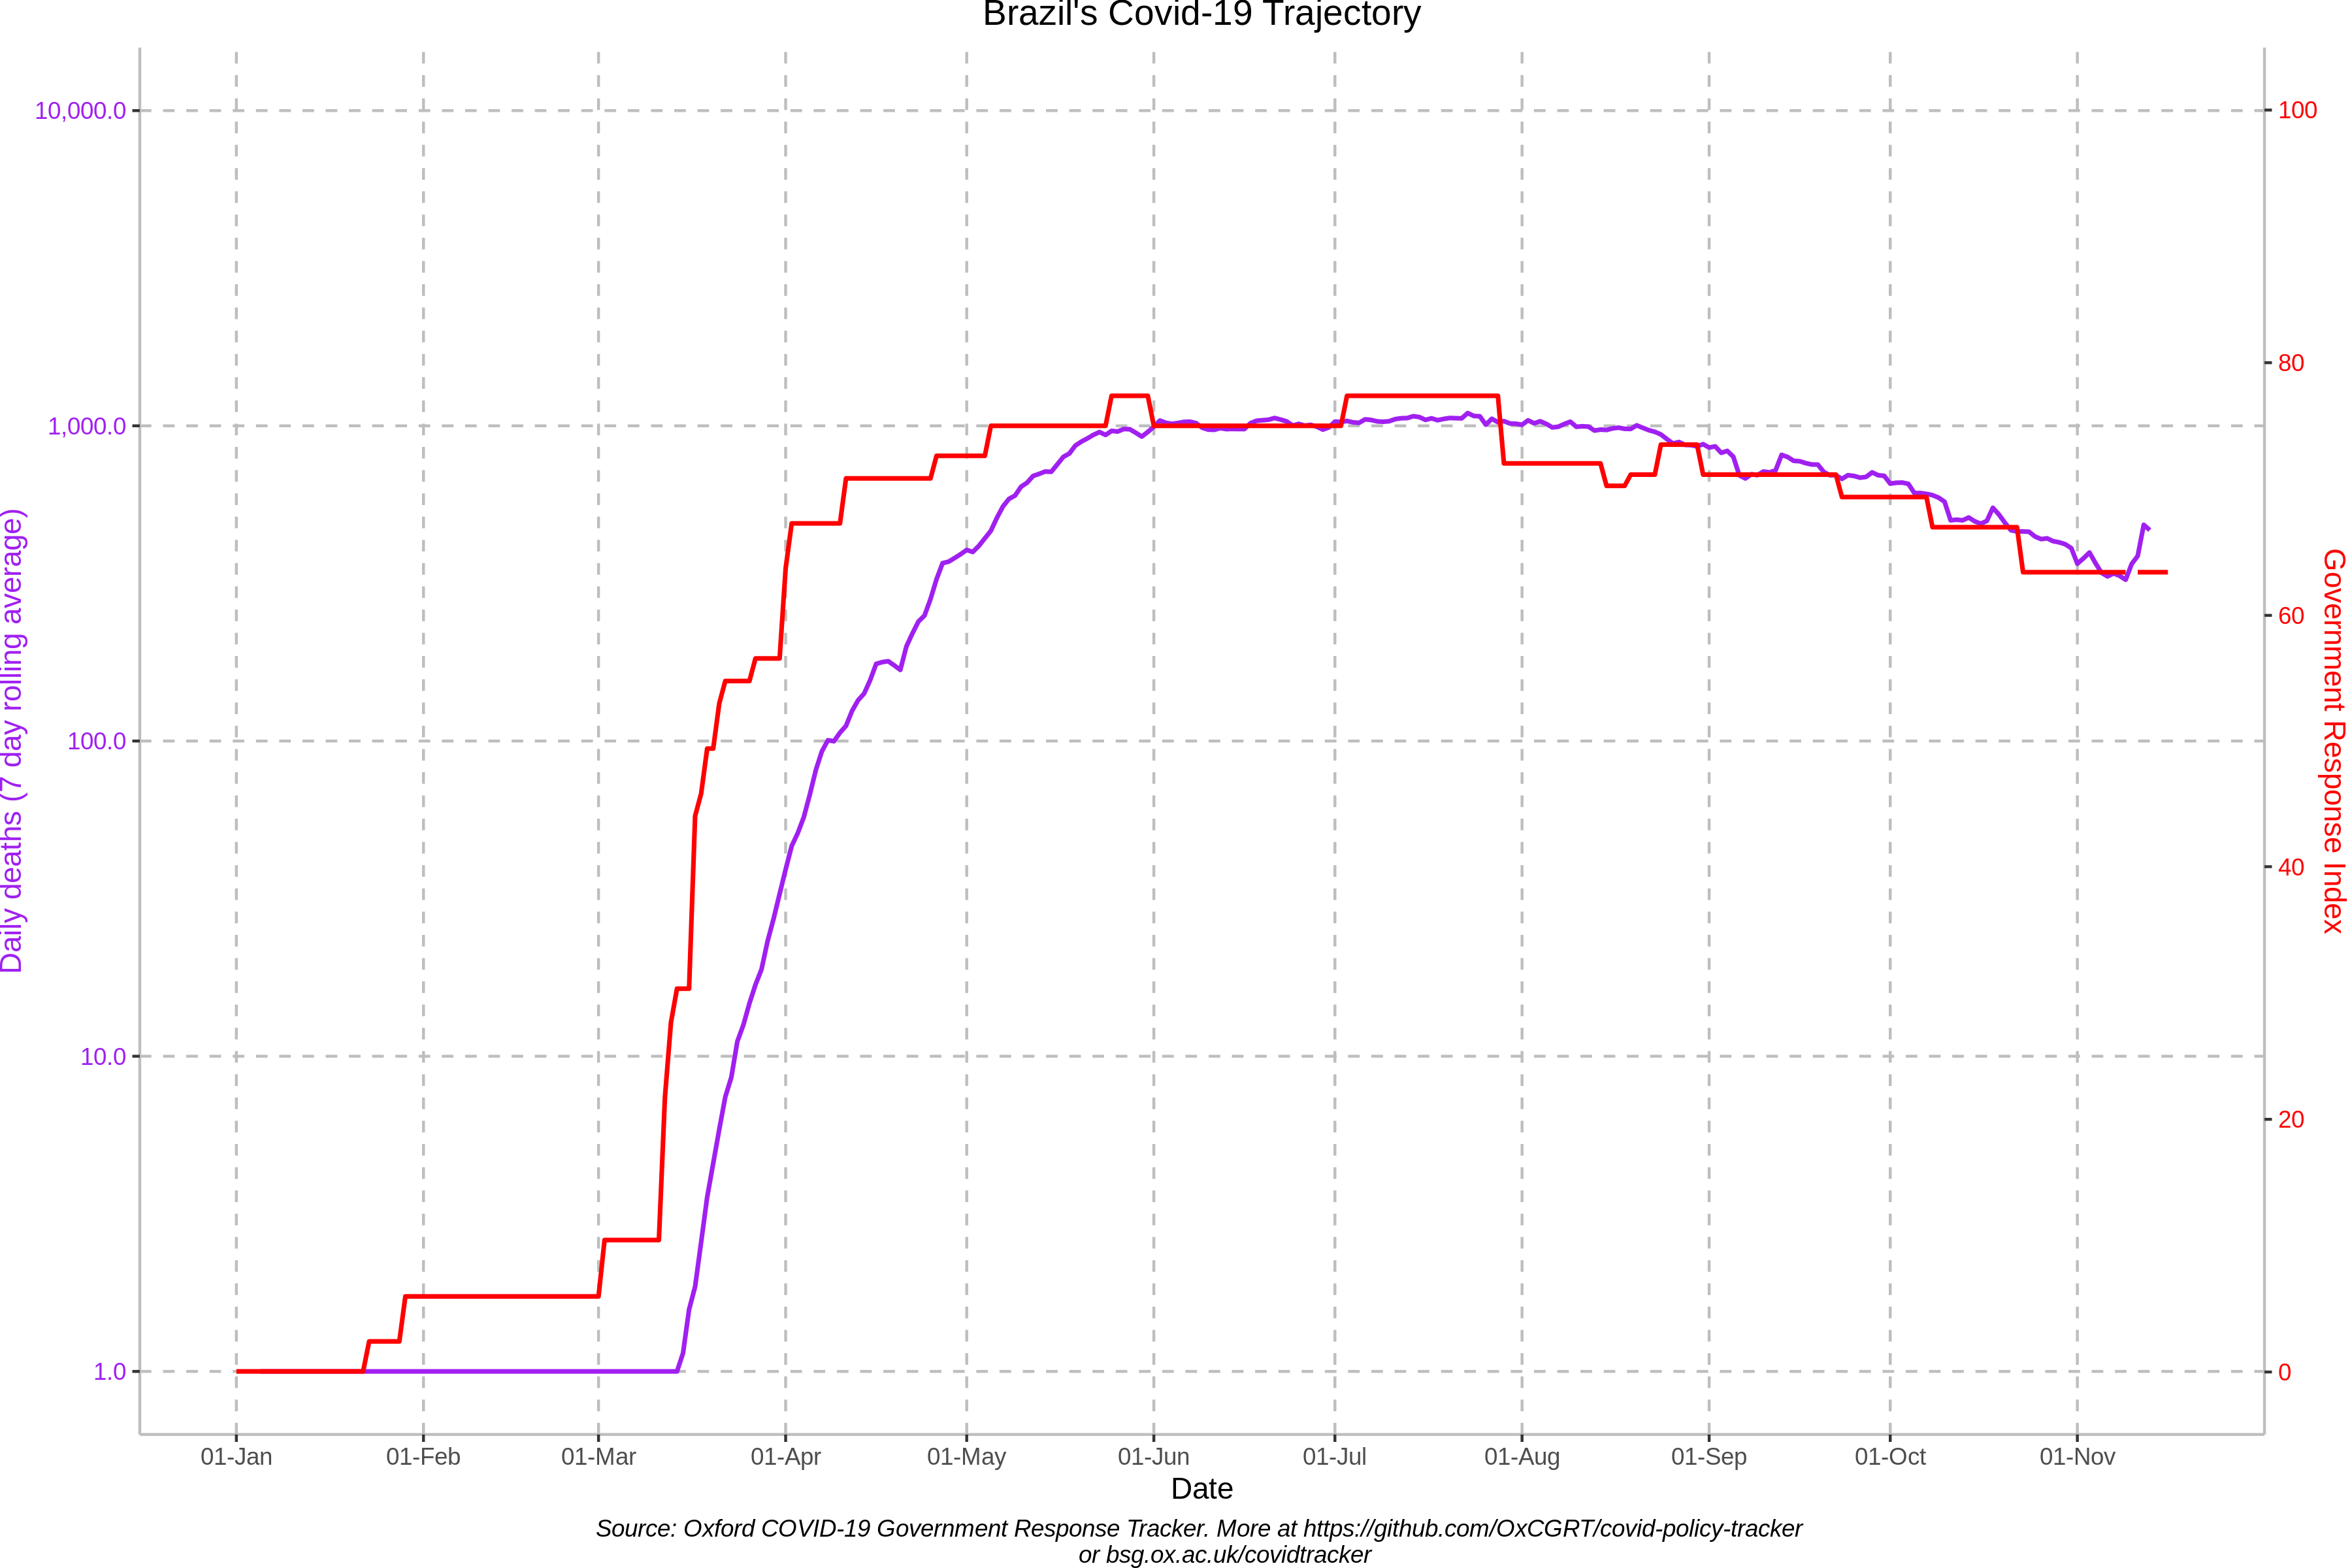 Brazil's Covid-19 Trajectory
10,000.0
1,000.0
100.0
10.0
1.0
Daily deaths (7 day rolling average)
100
80
60
40
20
0
Government Response Index
01-Jan
01-Feb
01-Mar
01-Apr
01-May
01-Jun
01-Jul
01-Aug
01-Sep
01-Oct
01-Nov
Date
Source: Oxford COVID-19 Government Response Tracker. More at https://github.com/OxCGRT/covid-policy-tracker
or bsg.ox.ac.uk/covidtracker